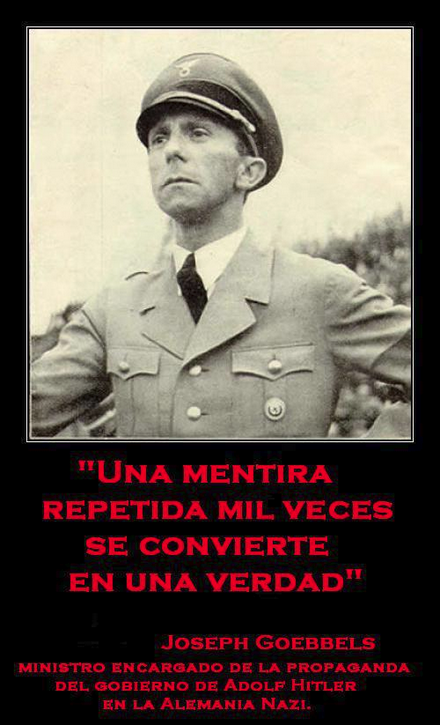 "Una mentira
repetida mil veces
se convierte
en una verdad"
Joseph Goebbels
ministro encargado de la propaganda
del gobierno de Adolf Hitler
en la Alemania Nazi.